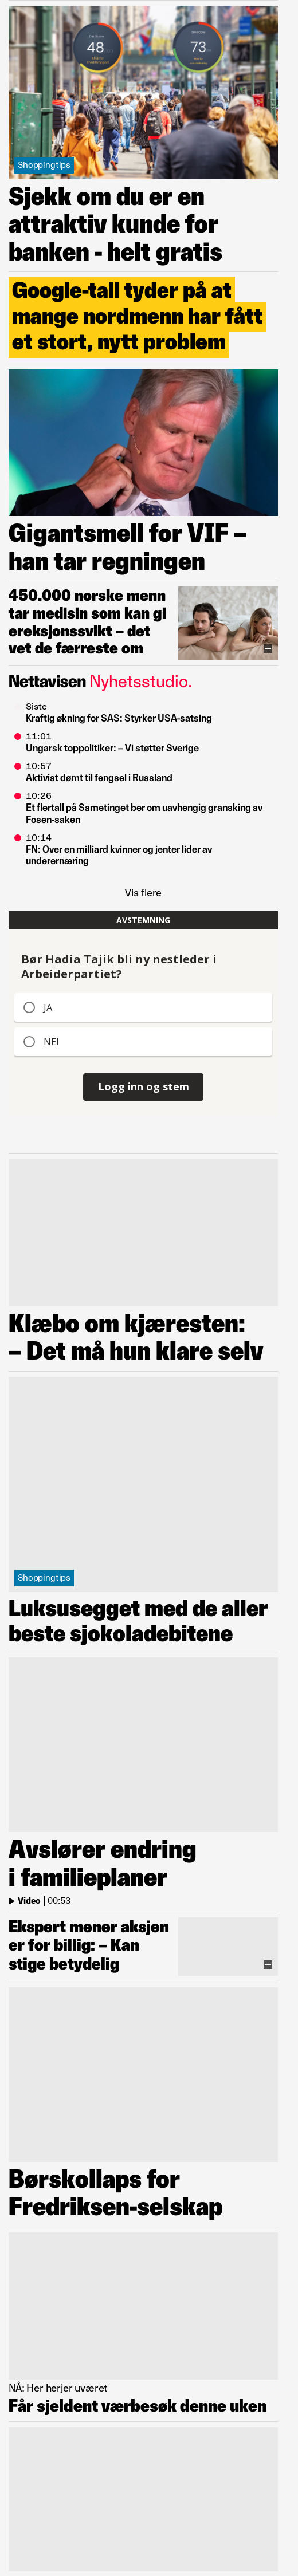 48
73
Shoppingtips
Sjekk om du er en
attraktiv kunde for
banken - helt gratis
Google-tall tyder på at
mange nordmenn har fått
et stort, nytt problem
Gigantsmell for VIF –
han tar regningen
450.000 norske menn
tar medisin som kan gi
ereksjonssvikt – det
vet de færreste om
Nettavisen Nyhetsstudio.
Siste
Kraftig økning for SAS: Styrker USA-satsing
11:01
Ungarsk toppolitiker: – Vi støtter Sverige
10:57
Aktivist dømt til fengsel i Russland
10:26
Et flertall på Sametinget ber om uavhengig gransking av
Fosen-saken
10:14
FN: Over en milliard kvinner og jenter lider av
underernæring
Vis flere
AVSTEMNING
Bør Hadia Tajik bli ny nestleder i
Arbeiderpartiet?
JA
NEI
Logg inn og stem
Klæbo om kjæresten:
– Det må hun klare selv
Shoppingtips
Luksusegget med de aller
beste sjokoladebitene
Avslører endring
i familieplaner
Video | 00:53
Ekspert mener aksjen
er for billig: – Kan
stige betydelig
Børskollaps for
Fredriksen-selskap
NÅ: Her herjer uværet
Får sjeldent værbesøk denne uken